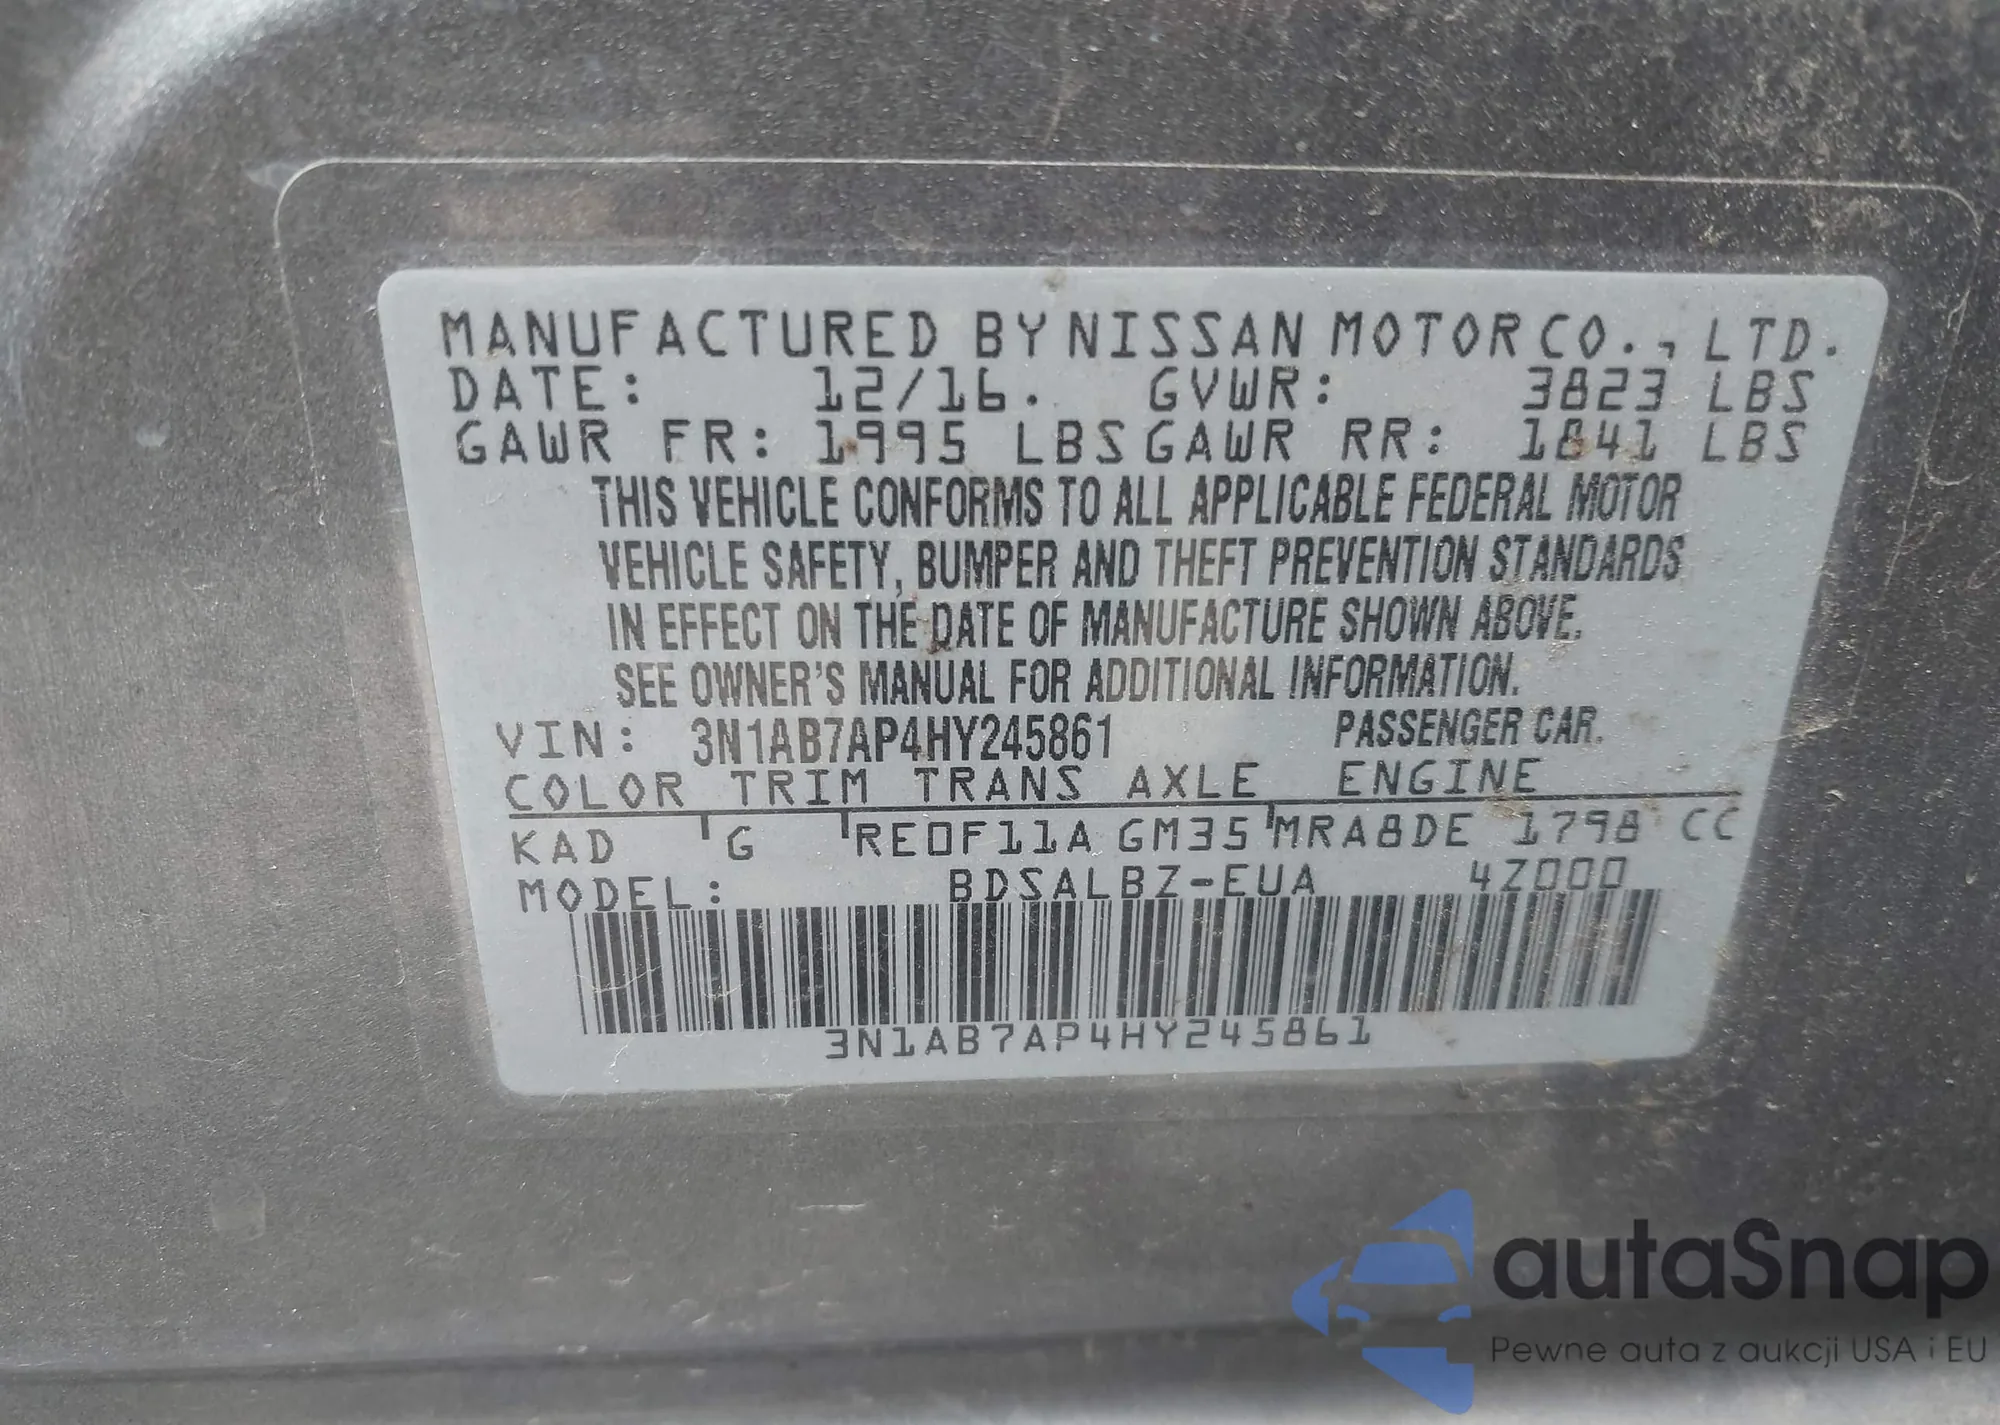 MANUFACTURED BY NISSAN MOTOR CO., LTD.
DATE: 12/16. GVWR: 3823 LBS
GAWR FR: 1995 LBS GAWR RR: 1841 LBS
THIS VEHICLE CONFORMS TO ALL APPLICABLE FEDERAL MOTOR
VEHICLE SAFETY, BUMPER AND THEFT PREVENTION STANDARDS
IN EFFECT ON THE DATE OF MANUFACTURE SHOWN ABOVE.
SEE OWNER'S MANUAL FOR ADDITIONAL INFORMATION.
VIN: 3N1AB7AP4HY245861 PASSENGER CAR.
COLOR TRIM TRANS AXLE ENGINE
KAD G RE0F11A GM35 MRA8DE 1798 CC
MODEL: BDSALBZ-EUA 4Z000
3N1AB7AP4HY245861
autaSnap
Pewne auta z aukcji USA i EU